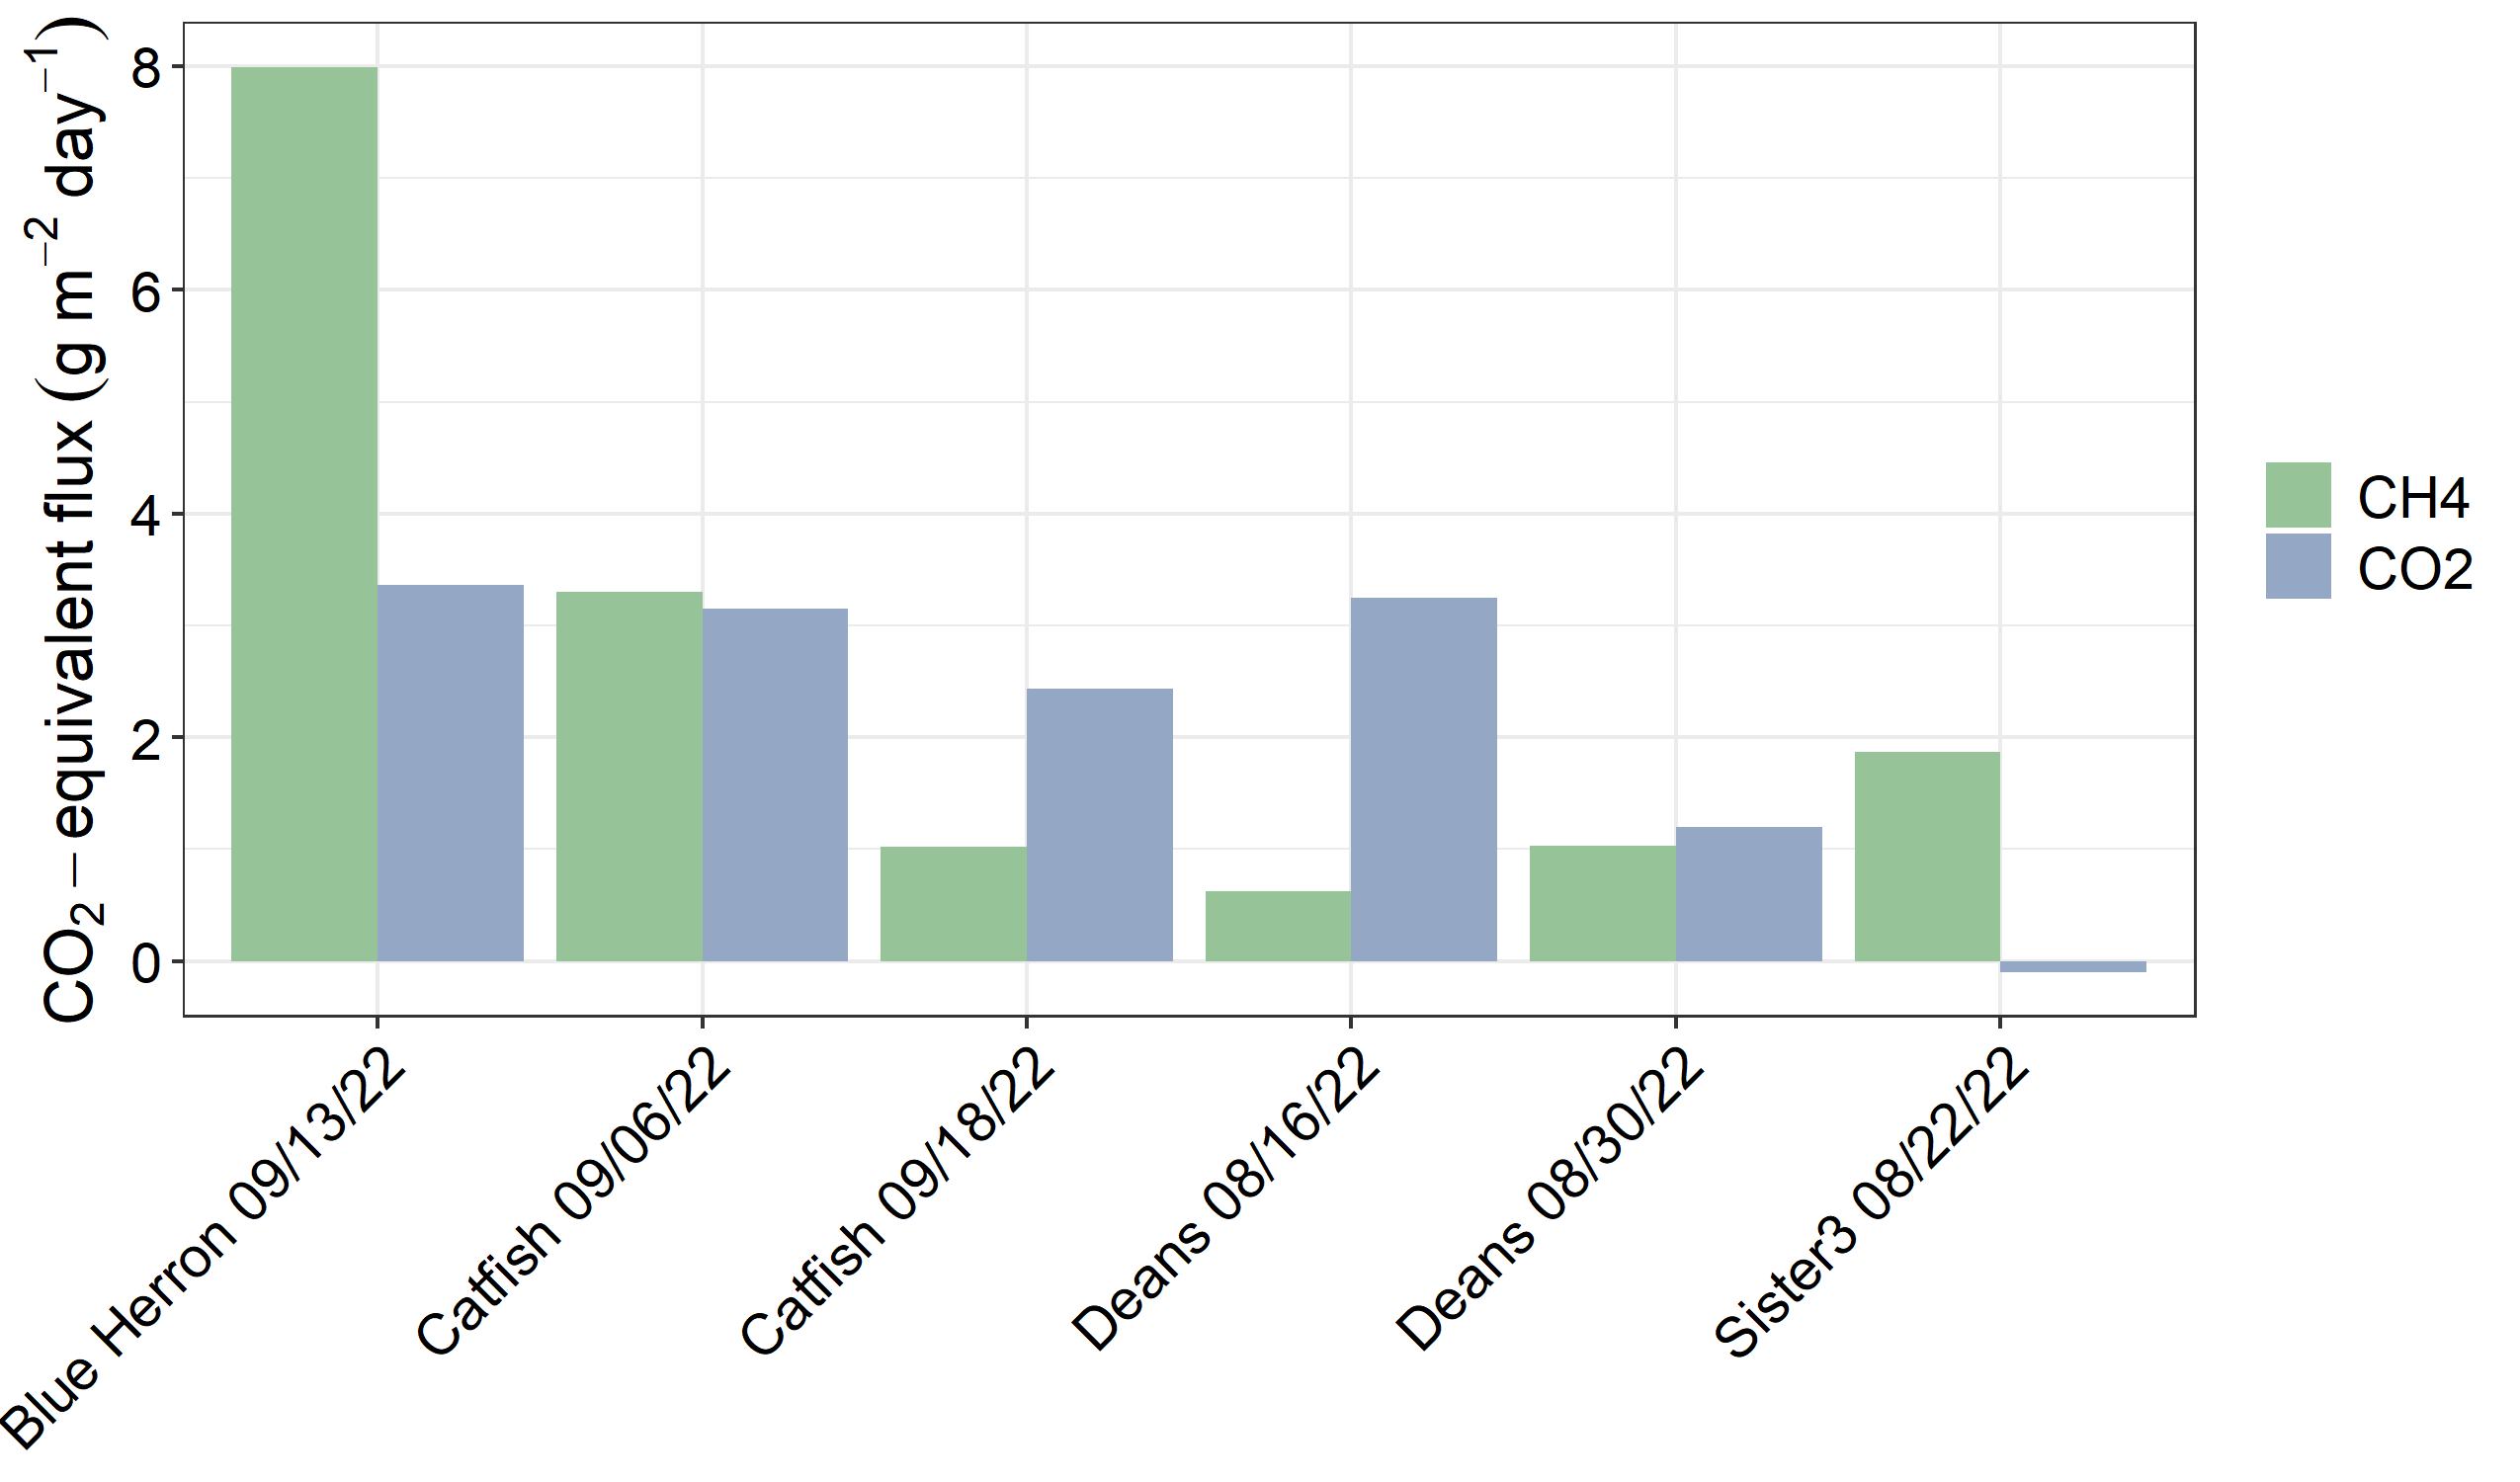 CO₂ − equivalent flux (g m⁻² day⁻¹)
8
6
4
2
0
Blue Herron 09/13/22
Catfish 09/06/22
Catfish 09/18/22
Deans 08/16/22
Deans 08/30/22
Sister3 08/22/22
CH4
CO2